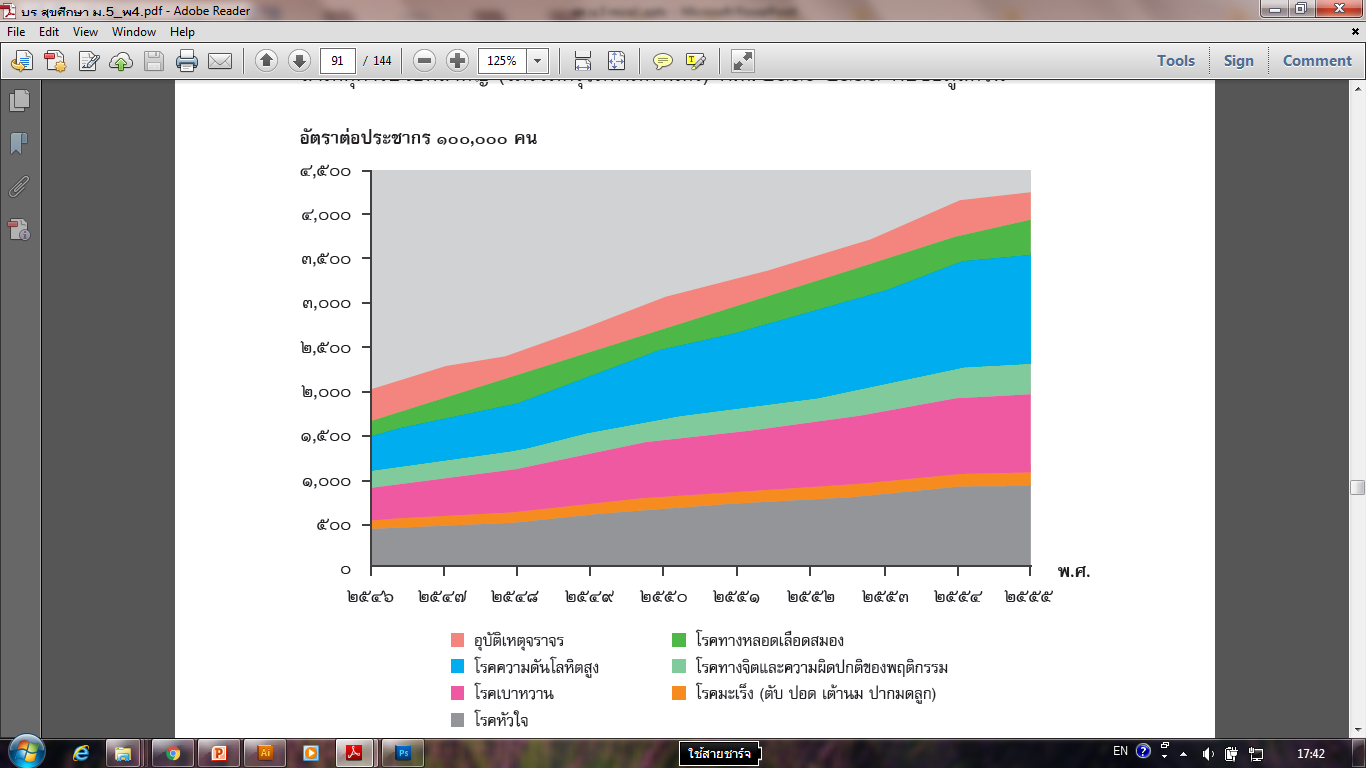 บร สุขศึกษา ม.5_พ4.pdf - Adobe Reader
File Edit View Window Help
91 / 144 125% Tools Sign Comment
อัตราต่อประชากร ๑๐๐,๐๐๐ คน
๔,๕๐๐
๔,๐๐๐
๓,๕๐๐
๓,๐๐๐
๒,๕๐๐
๒,๐๐๐
๑,๕๐๐
๑,๐๐๐
๕๐๐
๐
พ.ศ.
๒๕๔๖ ๒๕๔๗ ๒๕๔๘ ๒๕๔๙ ๒๕๕๐ ๒๕๕๑ ๒๕๕๒ ๒๕๕๓ ๒๕๕๔ ๒๕๕๕
อุบัติเหตุจราจร โรคทางหลอดเลือดสมอง
โรคความดันโลหิตสูง โรคทางจิตและความผิดปกติของพฤติกรรม
โรคเบาหวาน โรคมะเร็ง (ตับ ปอด เต้านม ปากมดลูก)
โรคหัวใจ
ใช้สายชาร์จ
EN 17:42